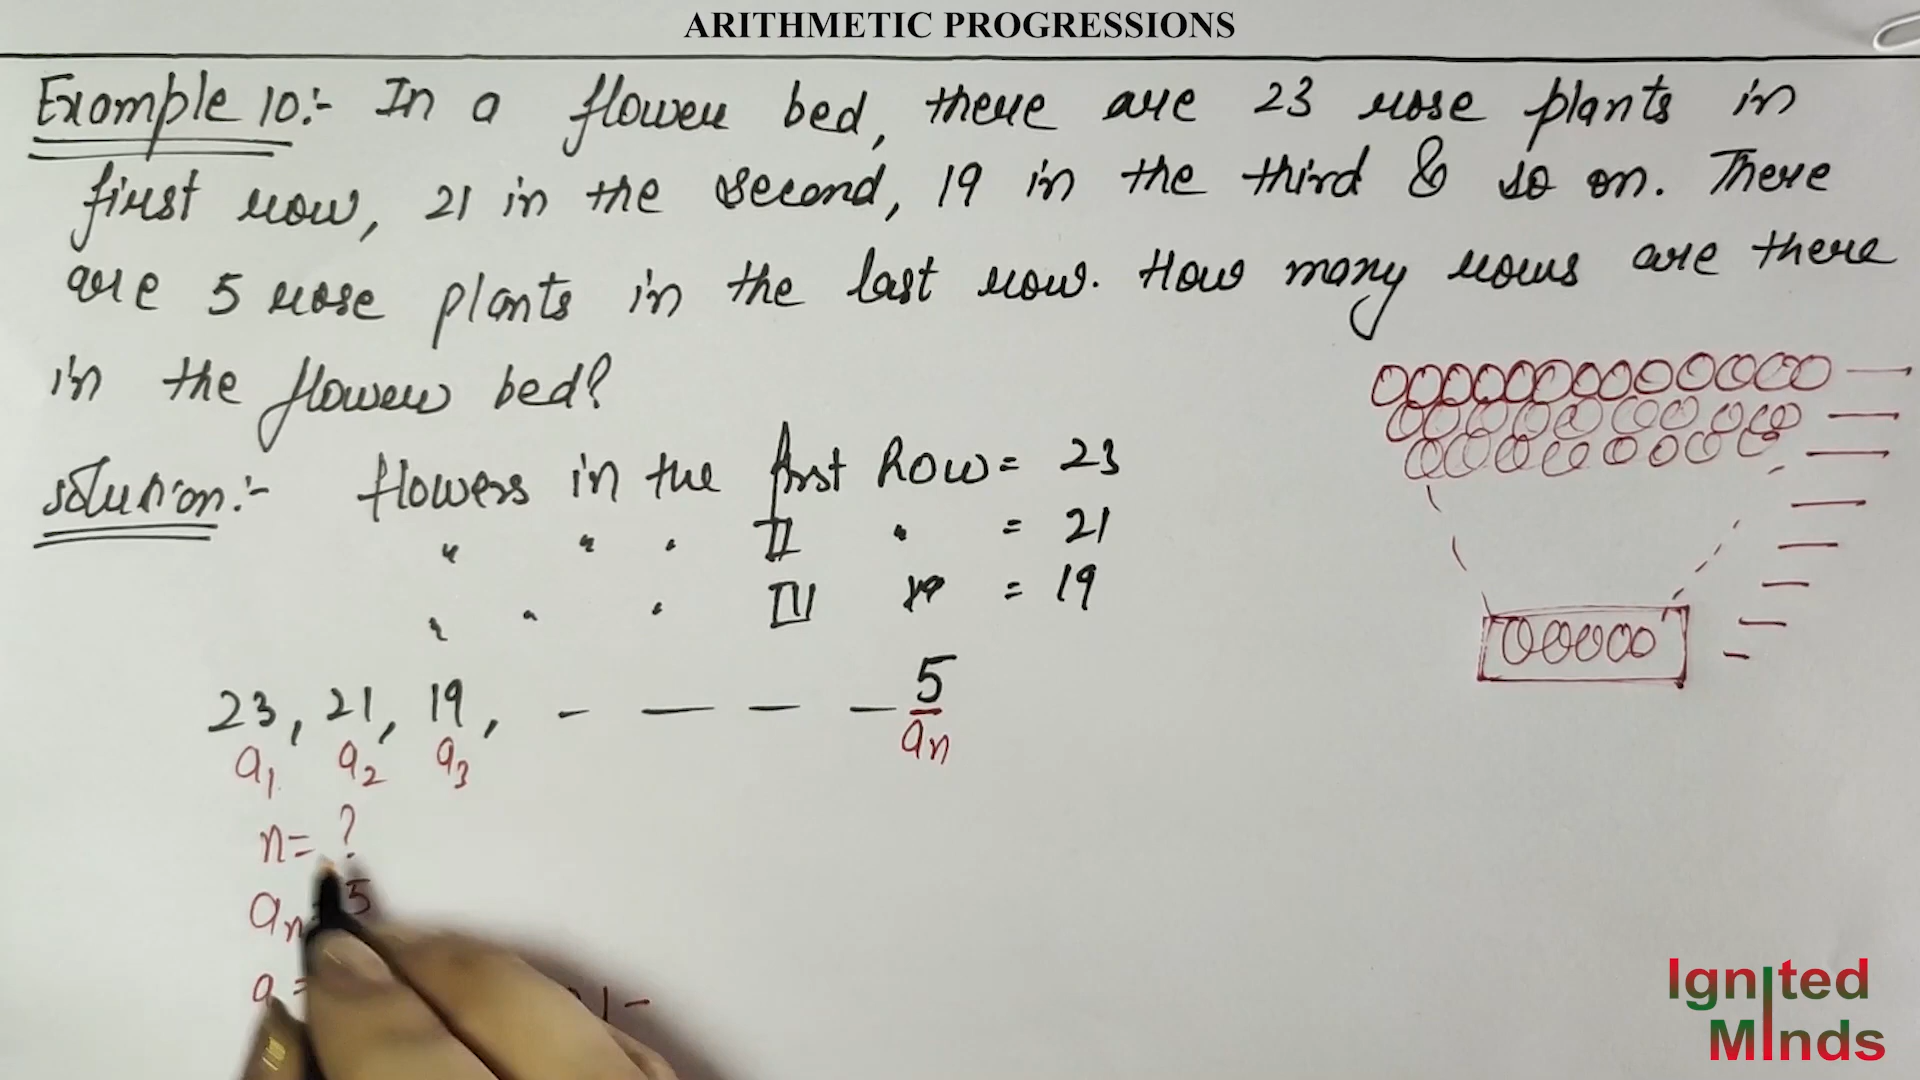 ARITHMETIC PROGRESSIONS
Example 10:- In a flower bed, there are 23 rose plants in
first row, 21 in the second, 19 in the third & so on. There
are 5 rose plants in the last row. How many rows are there
in the flower bed?
Solution:- flowers in the first Row = 23
" " " II " = 21
" " " III " = 19
23, 21, 19, - - - - 5
a1 a2 a3 an
n = ?
an = 5
a =
Ignited
Minds